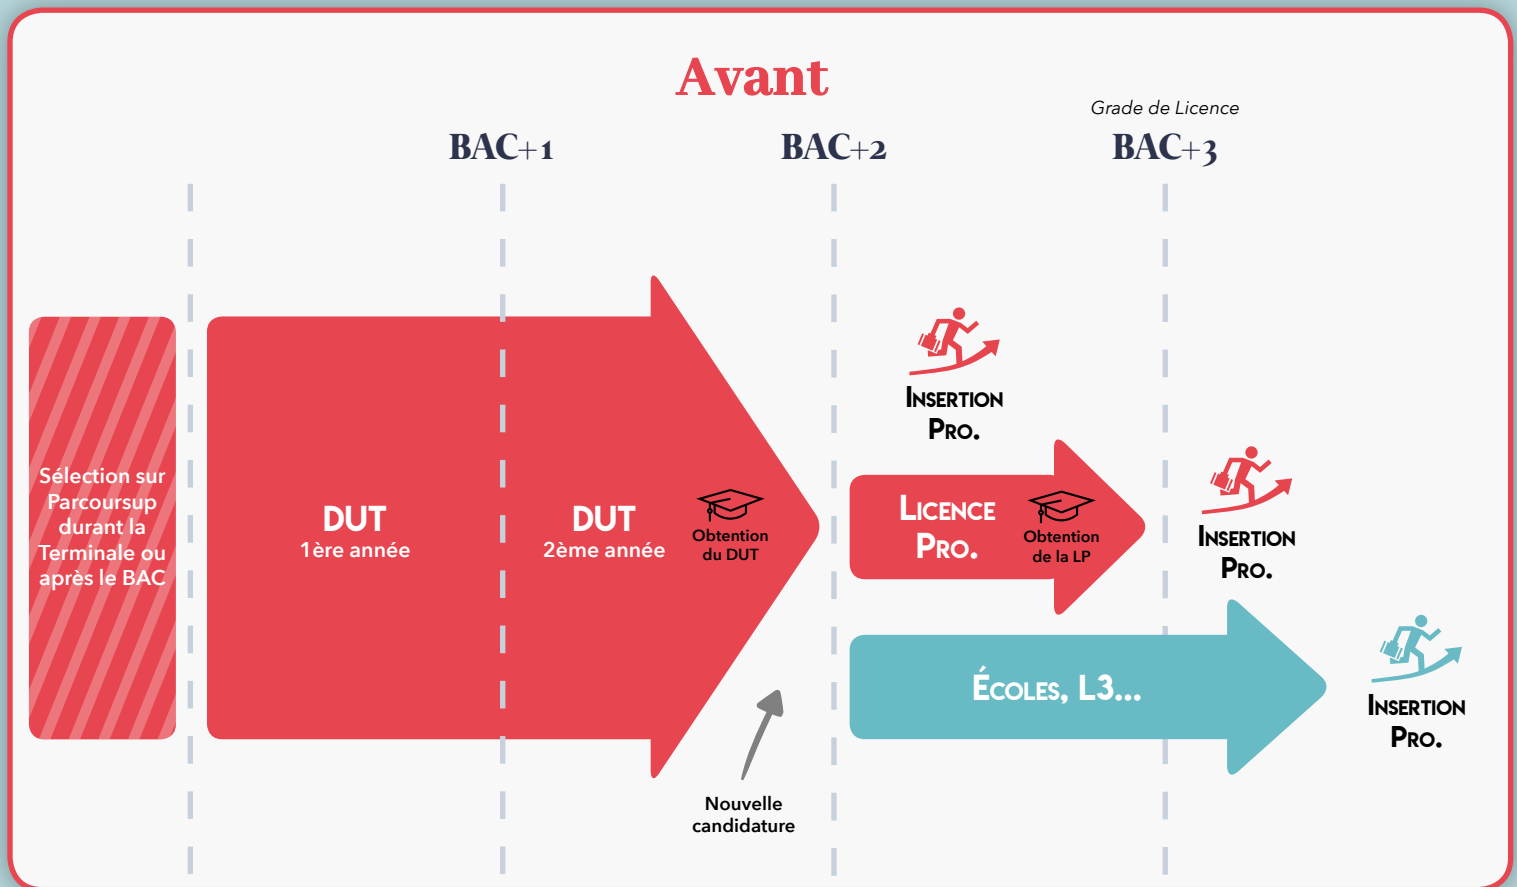 Avant
Grade de Licence
BAC+1
BAC+2
BAC+3
Sélection sur
Parcoursup
durant la
Terminale ou
après le BAC
DUT
1ère année
DUT
2ème année
Obtention
du DUT
Nouvelle
candidature
INSERTION
PRO.
LICENCE
PRO.
Obtention
de la LP
INSERTION
PRO.
ÉCOLES, L3...
INSERTION
PRO.